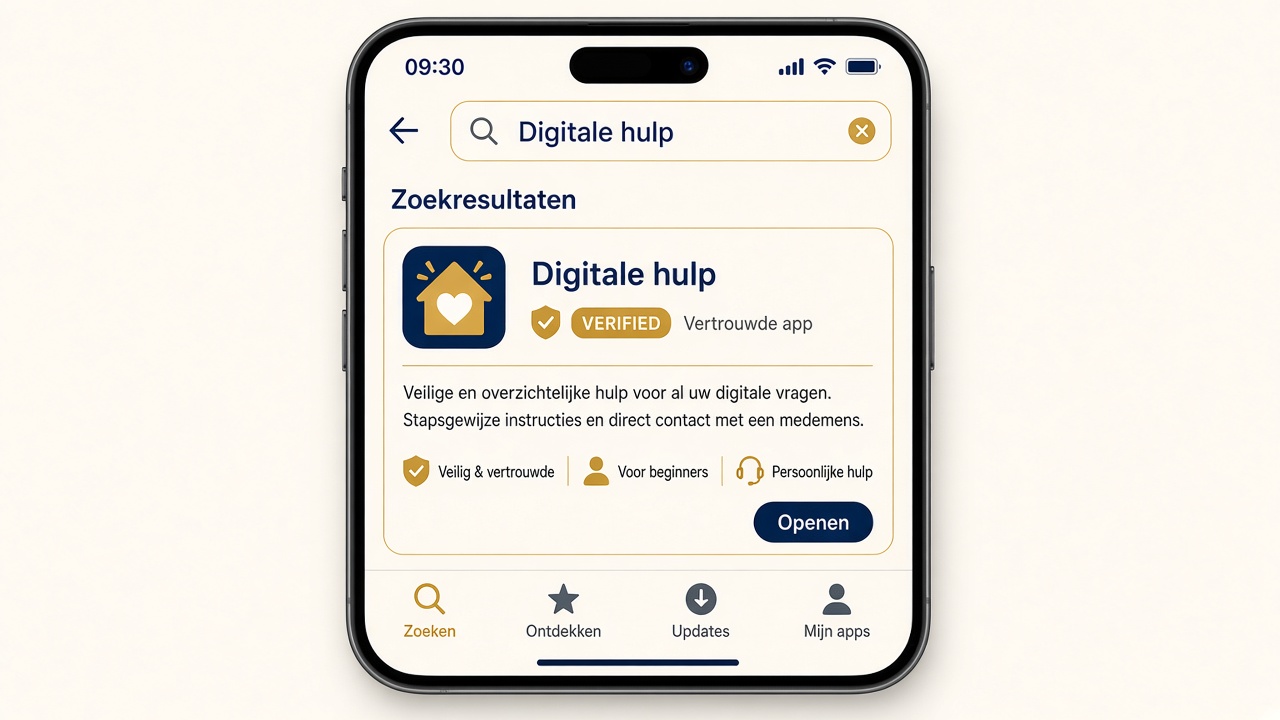 09:30
Digitale hulp
Zoekresultaten
Digitale hulp
VERIFIED Vertrouwde app
Veilige en overzichtelijke hulp voor al uw digitale vragen.
Stapsgewijze instructies en direct contact met een medemens.
Veilig & vertrouwde Voor beginners Persoonlijke hulp
Openen
Zoeken Ontdekken Updates Mijn apps